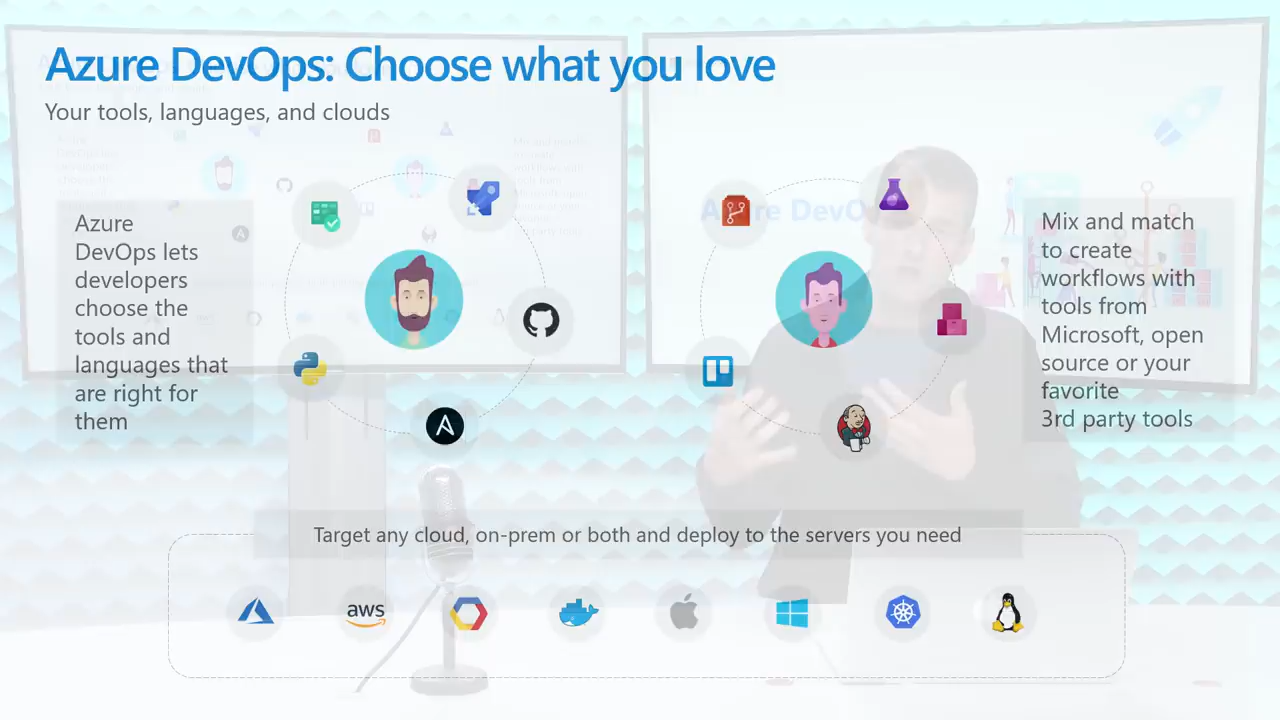 Azure DevOps: Choose what you love
Your tools, languages, and clouds
Azure
DevOps lets
developers
choose the
tools and
languages that
are right for
them
Mix and match
to create
workflows with
tools from
Microsoft, open
source or your
favorite
3rd party tools
Target any cloud, on-prem or both and deploy to the servers you need
aws